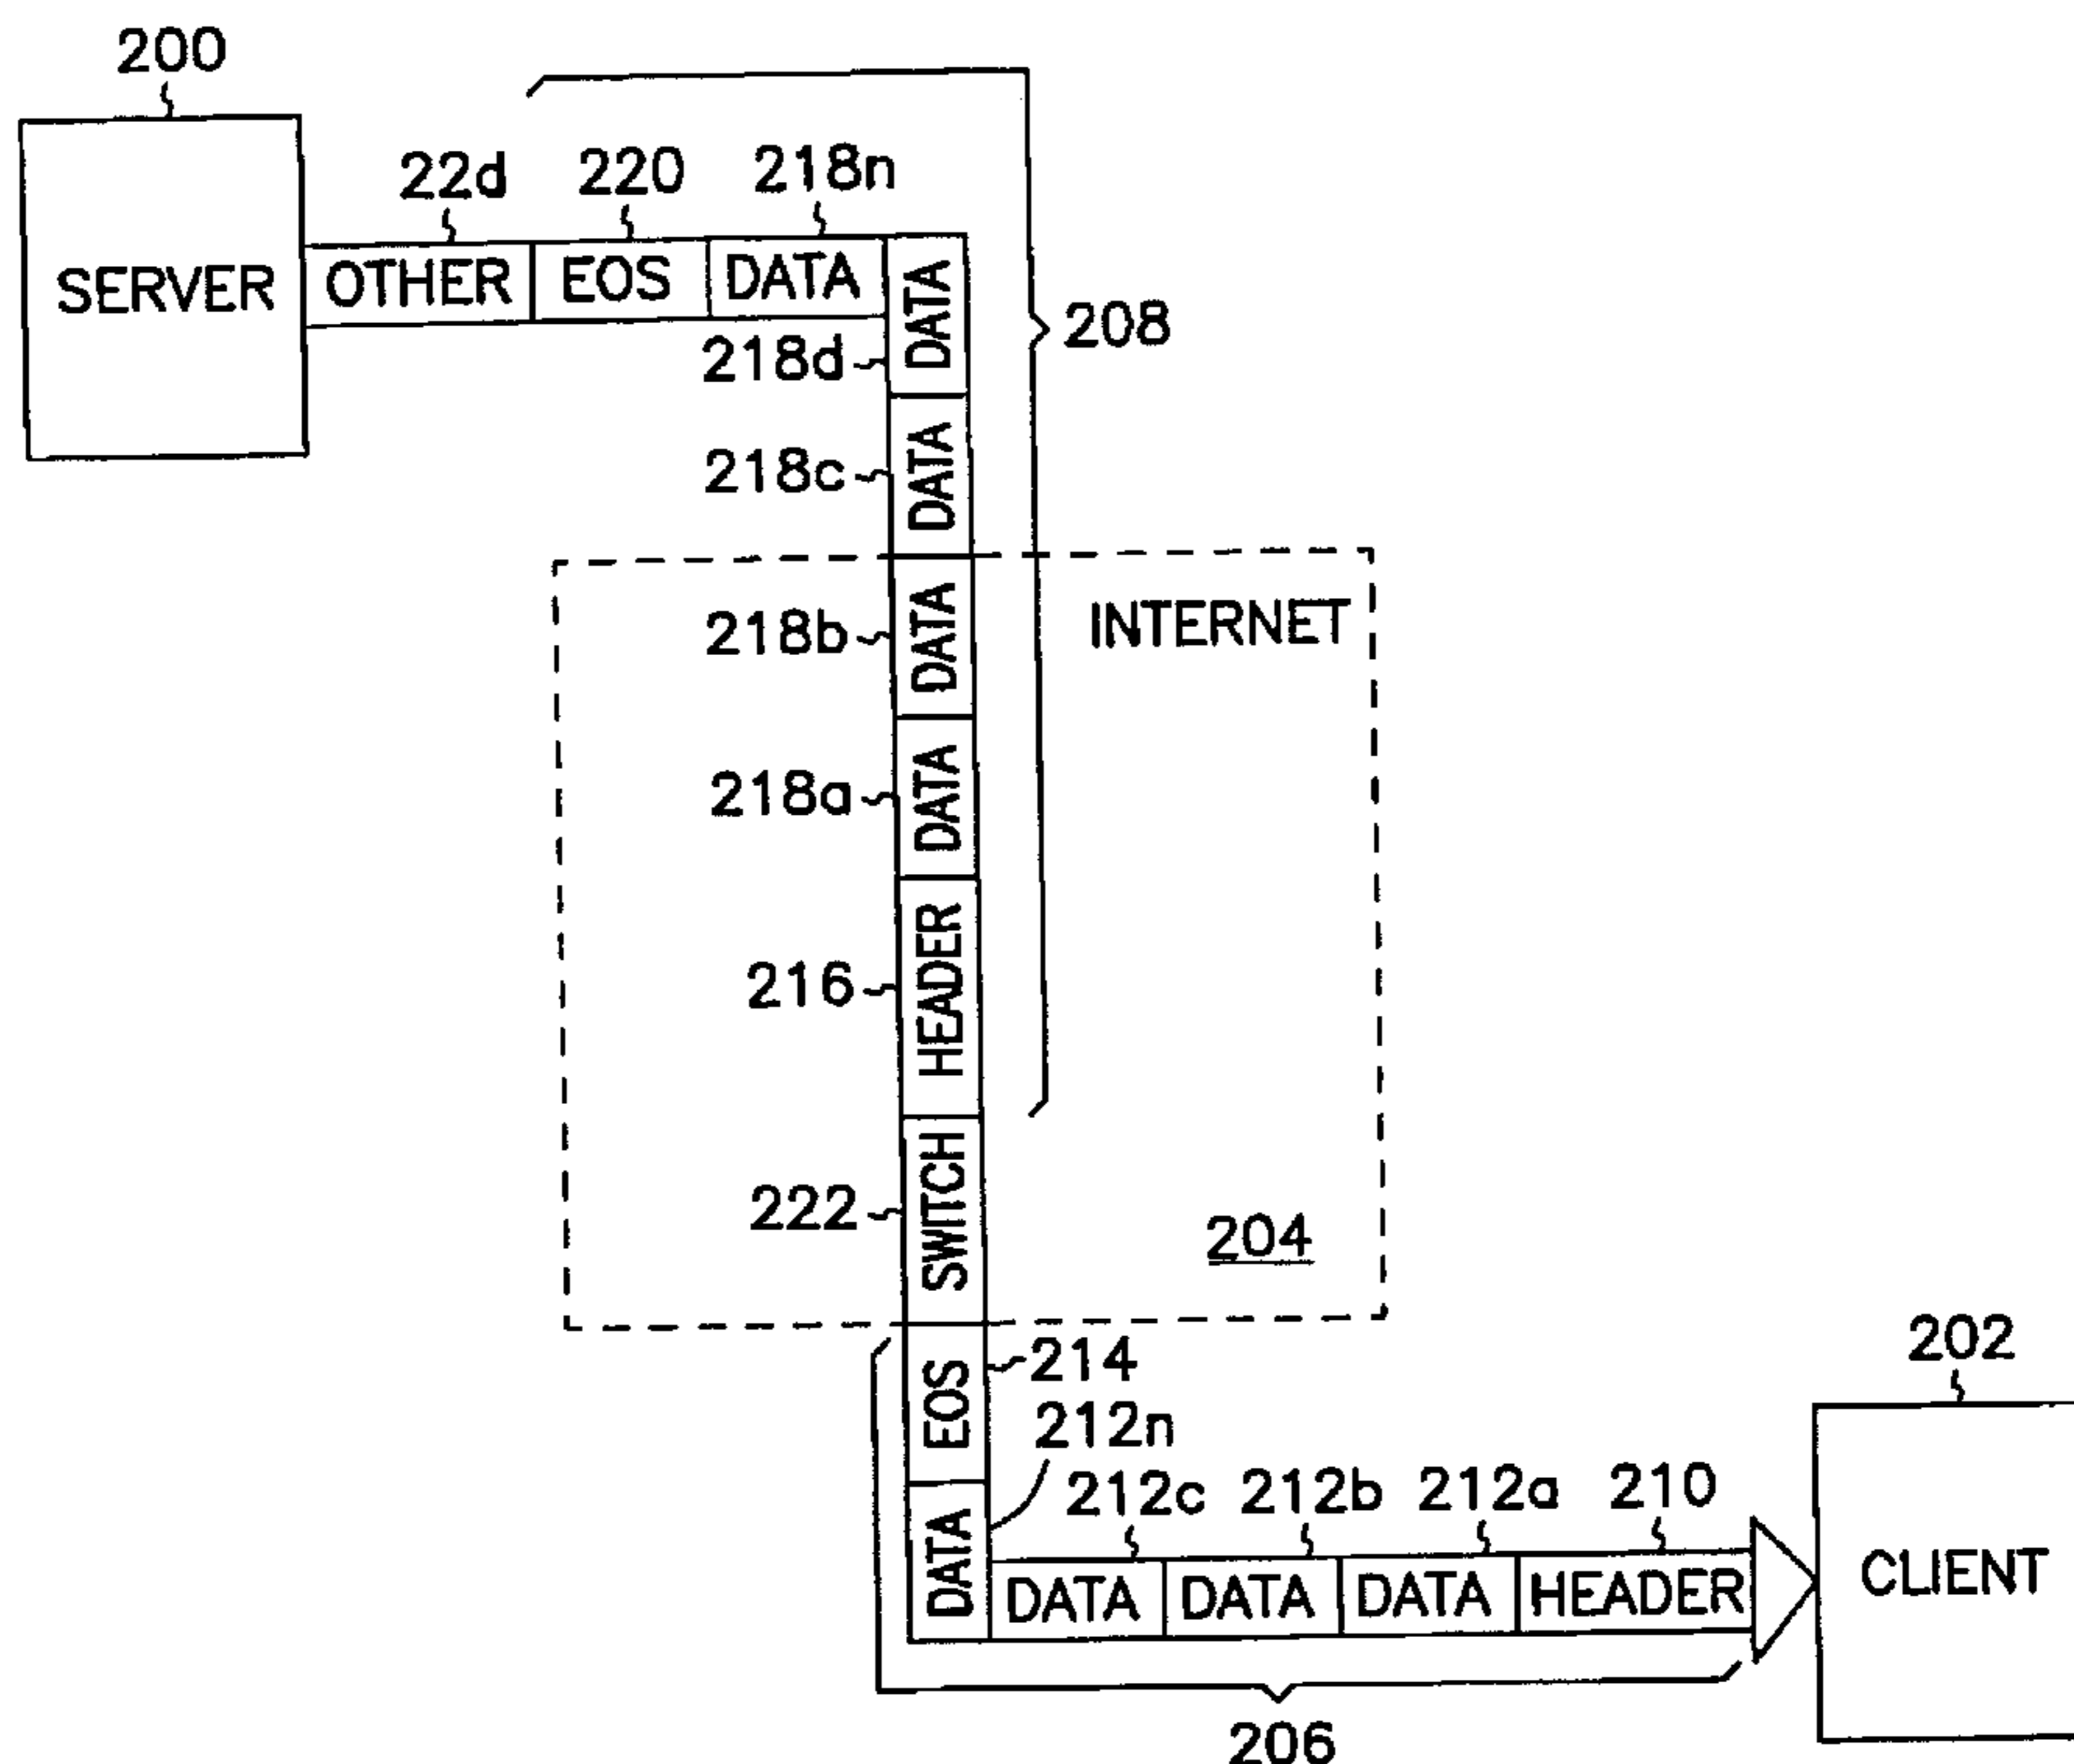 200
22d 220 218n
SERVER OTHER EOS DATA
DATA
208
218d
218c DATA
INTERNET
218b DATA
218a DATA
216 HEADER
222 SWITCH
204
202
EOS 214
212n
212c 212b 212a 210
DATA DATA DATA DATA HEADER
CLIENT
206